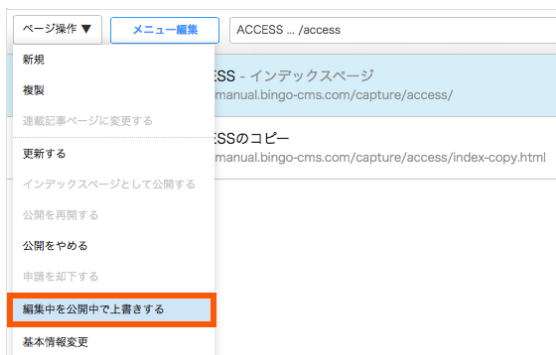 ページ操作 ▼
メニュー編集
ACCESS ... /access
新規
複製
連載記事ページに変更する
更新する
インデックスページとして公開する
公開を再開する
公開をやめる
申請を却下する
編集中を公開中で上書きする
基本情報変更
ESS - インデックスページ
manual.bingo-cms.com/capture/access/
ESSのコピー
manual.bingo-cms.com/capture/access/index-copy.html